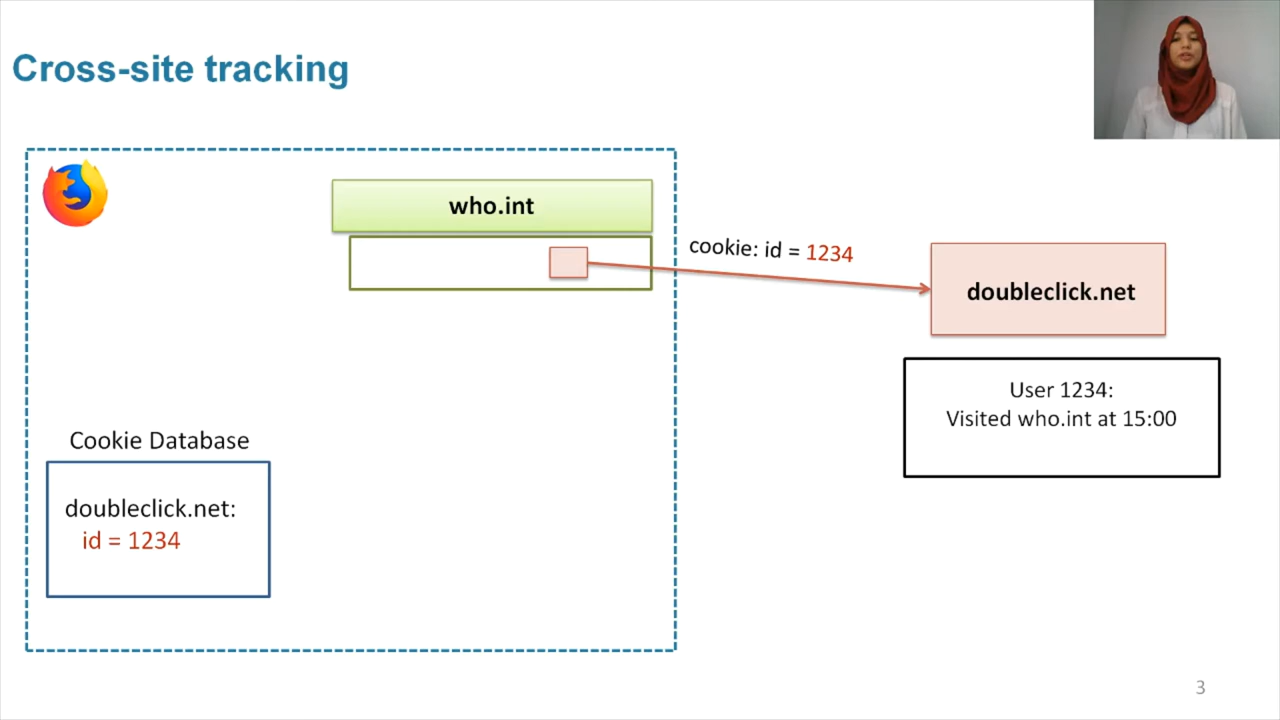 Cross-site tracking
who.int
cookie: id = 1234
doubleclick.net
User 1234:
Visited who.int at 15:00
Cookie Database
doubleclick.net:
id = 1234
3